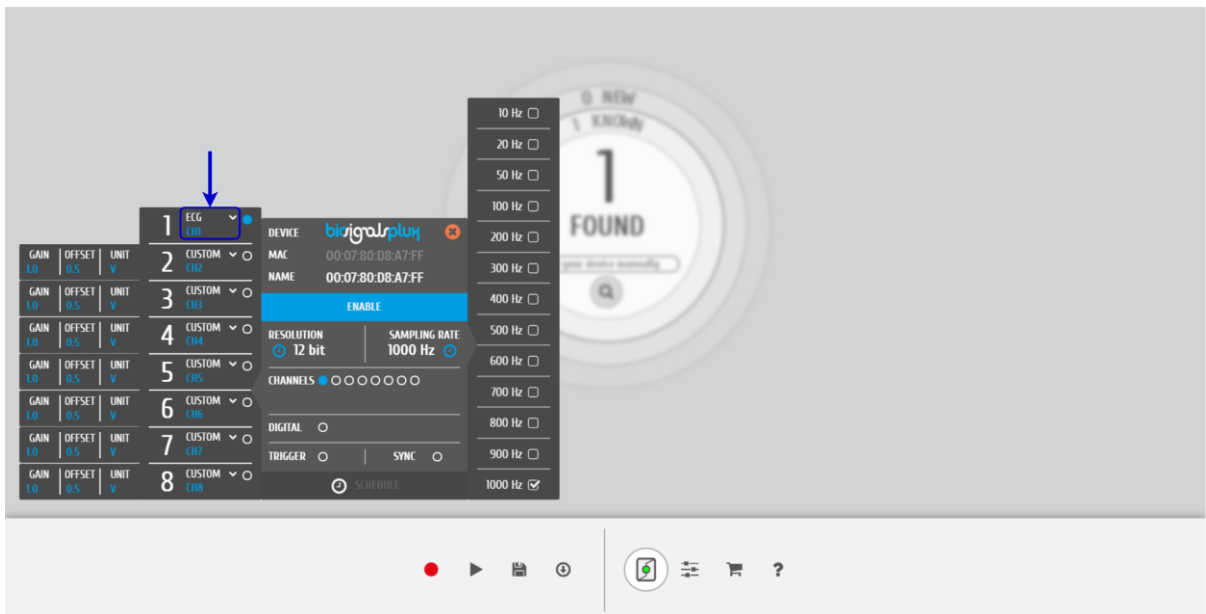 0 NEW
1 KNOWN
1
FOUND
your device manually
10 Hz
20 Hz
50 Hz
100 Hz
200 Hz
300 Hz
400 Hz
500 Hz
600 Hz
700 Hz
800 Hz
900 Hz
1000 Hz
1 ECG
CH1
GAIN OFFSET UNIT 2 CUSTOM
1.0 0.5 V CH2
GAIN OFFSET UNIT 3 CUSTOM
1.0 0.5 V CH3
GAIN OFFSET UNIT 4 CUSTOM
1.0 0.5 V CH4
GAIN OFFSET UNIT 5 CUSTOM
1.0 0.5 V CH5
GAIN OFFSET UNIT 6 CUSTOM
1.0 0.5 V CH6
GAIN OFFSET UNIT 7 CUSTOM
1.0 0.5 V CH7
GAIN OFFSET UNIT 8 CUSTOM
1.0 0.5 V CH8
DEVICE biosignalsplux
MAC 00:07:80:D8:A7:FF
NAME 00:07:80:D8:A7:FF
ENABLE
RESOLUTION SAMPLING RATE
12 bit 1000 Hz
CHANNELS
DIGITAL
TRIGGER SYNC
SCHEDULE
?